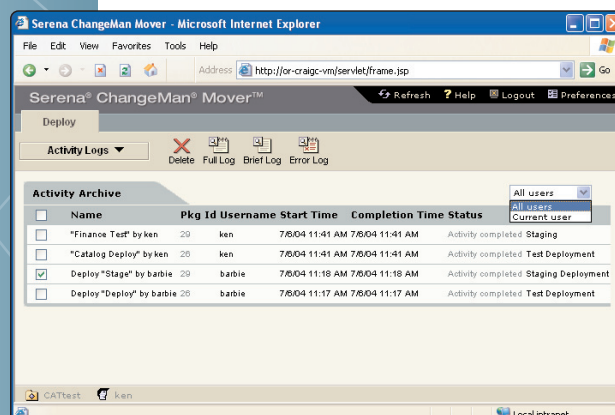 Serena ChangeMan Mover - Microsoft Internet Explorer
File Edit View Favorites Tools Help
Address http://or-craigc-vm/servlet/frame.jsp Go
Serena® ChangeMan® Mover™ Refresh Help Logout Preferences
Deploy
Activity Logs Delete Full Log Brief Log Error Log
Activity Archive All users
All users
Current user
Name Pkg Id Username Start Time Completion Time Status
"Finance Test" by ken 29 ken 7/6/04 11:41 AM 7/6/04 11:41 AM Activity completed Staging
"Catalog Deploy" by ken 26 ken 7/6/04 11:41 AM 7/6/04 11:41 AM Activity completed Test Deployment
Deploy "Stage" by barbie 29 barbie 7/6/04 11:18 AM 7/6/04 11:18 AM Activity completed Staging Deployment
Deploy "Deploy" by barbie 26 barbie 7/6/04 11:17 AM 7/6/04 11:17 AM Activity completed Test Deployment
CATtest ken
Local intranet